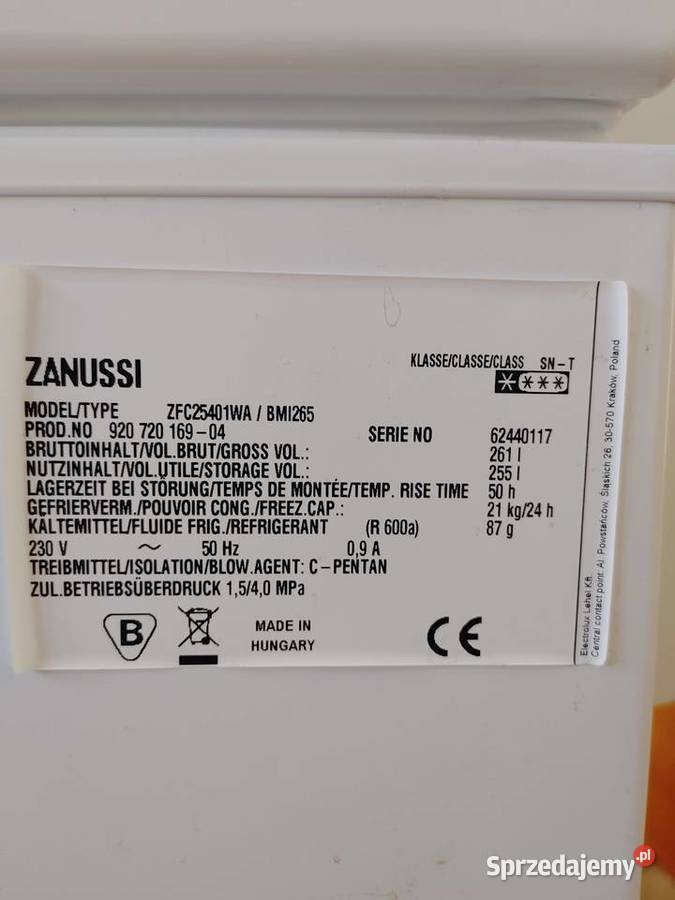 KLASSE/CLASSE/CLASS SN-T
ZANUSSI
MODEL/TYPE ZFC25401WA / BMI265
PROD.NO 920 720 169-04 SERIE NO 62440117
BRUTTOINHALT/VOL.BRUT/GROSS VOL.: 261 l
NUTZINHALT/VOL.UTILE/STORAGE VOL.: 255 l
LAGERZEIT BEI STÖRUNG/TEMPS DE MONTÉE/TEMP. RISE TIME 50 h
GEFRIERVERM./POUVOIR CONG./FREEZ.CAP.: 21 kg/24 h
KALTEMITTEL/FLUIDE FRIG./REFRIGERANT (R 600a) 87 g
230 V ~ 50 Hz 0,9 A
TREIBMITTEL/ISOLATION/BLOW.AGENT: C-PENTAN
ZUL.BETRIEBSÜBERDRUCK 1,5/4,0 MPa
B
MADE IN
HUNGARY
CE
Electrolux Lehel Kft.
Central contact point: Al. Powstańców. Śląskich 26, 30-570 Kraków, Poland
Sprzedajemy.pl